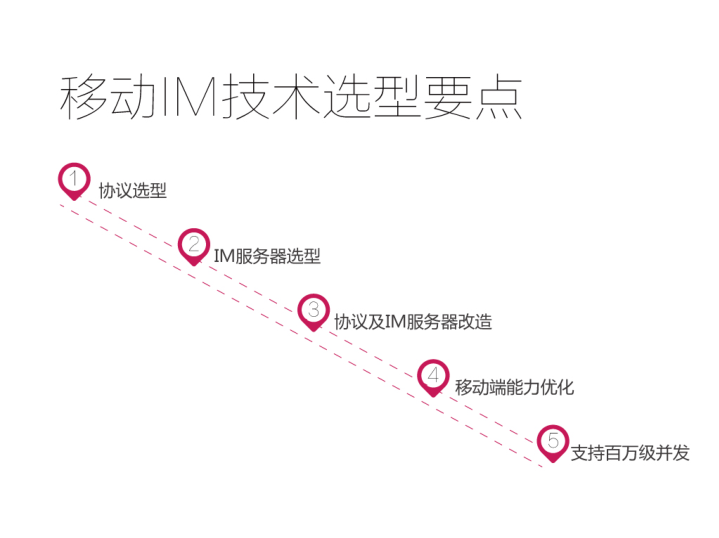 移动IM技术选型要点
1 协议选型
2 IM服务器选型
3 协议及IM服务器改造
4 移动端能力优化
5 支持百万级并发